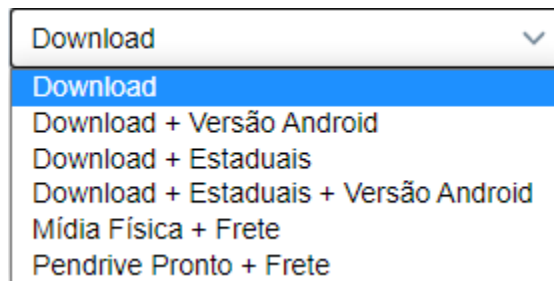 Download
Download
Download + Versão Android
Download + Estaduais
Download + Estaduais + Versão Android
Mídia Física + Frete
Pendrive Pronto + Frete